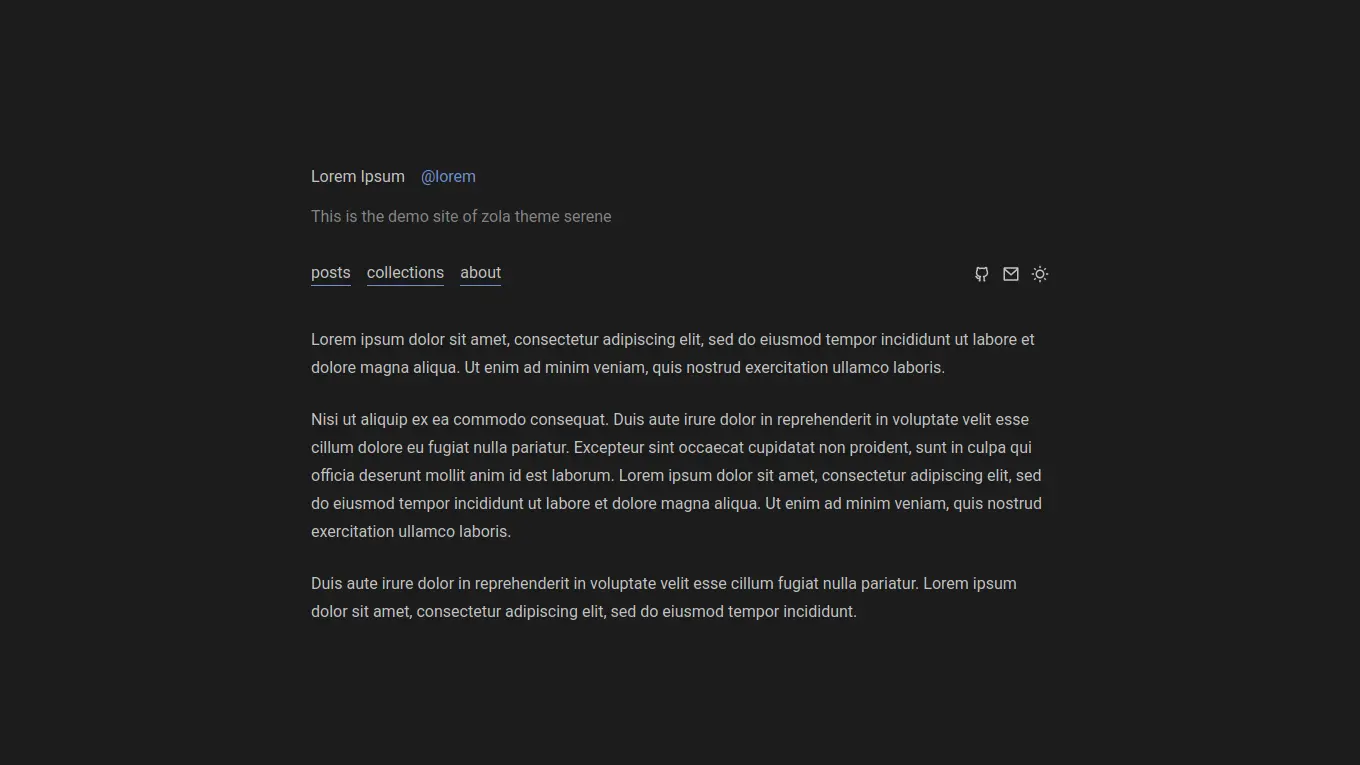 Lorem Ipsum @lorem
This is the demo site of zola theme serene
posts collections about
Lorem ipsum dolor sit amet, consectetur adipiscing elit, sed do eiusmod tempor incididunt ut labore et
dolore magna aliqua. Ut enim ad minim veniam, quis nostrud exercitation ullamco laboris.
Nisi ut aliquip ex ea commodo consequat. Duis aute irure dolor in reprehenderit in voluptate velit esse
cillum dolore eu fugiat nulla pariatur. Excepteur sint occaecat cupidatat non proident, sunt in culpa qui
officia deserunt mollit anim id est laborum. Lorem ipsum dolor sit amet, consectetur adipiscing elit, sed
do eiusmod tempor incididunt ut labore et dolore magna aliqua. Ut enim ad minim veniam, quis nostrud
exercitation ullamco laboris.
Duis aute irure dolor in reprehenderit in voluptate velit esse cillum fugiat nulla pariatur. Lorem ipsum
dolor sit amet, consectetur adipiscing elit, sed do eiusmod tempor incididunt.